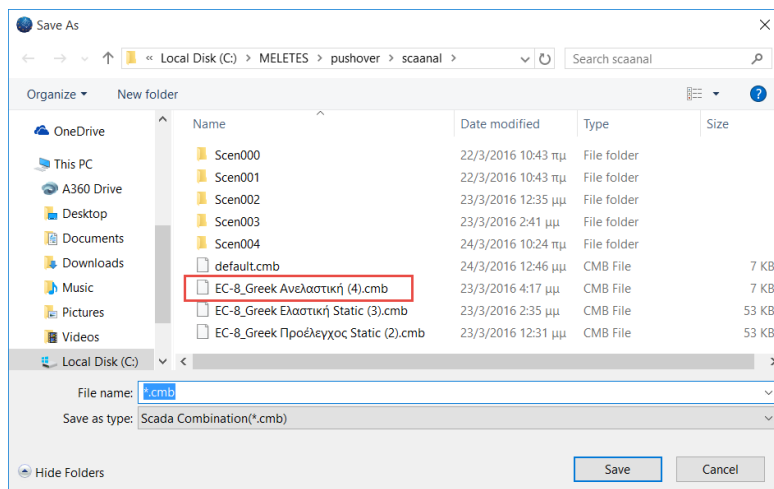 Save As
« Local Disk (C:) > MELETES > pushover > scaanal >
Search scaanal
Organize
New folder
Name
Date modified
Type
Size
OneDrive
This PC
A360 Drive
Desktop
Documents
Downloads
Music
Pictures
Videos
Local Disk (C:)
Scen000 22/3/2016 10:43 πμ File folder
Scen001 22/3/2016 10:43 πμ File folder
Scen002 23/3/2016 12:35 μμ File folder
Scen003 23/3/2016 2:41 μμ File folder
Scen004 24/3/2016 10:24 πμ File folder
default.cmb 24/3/2016 12:46 μμ CMB File 7 KB
EC-8_Greek Ανελαστική (4).cmb 23/3/2016 4:17 μμ CMB File 7 KB
EC-8_Greek Ελαστική Static (3).cmb 23/3/2016 2:35 μμ CMB File 53 KB
EC-8_Greek Προέλεγχος Static (2).cmb 23/3/2016 12:31 μμ CMB File 53 KB
File name: *.cmb
Save as type: Scada Combination(*.cmb)
Hide Folders
Save
Cancel